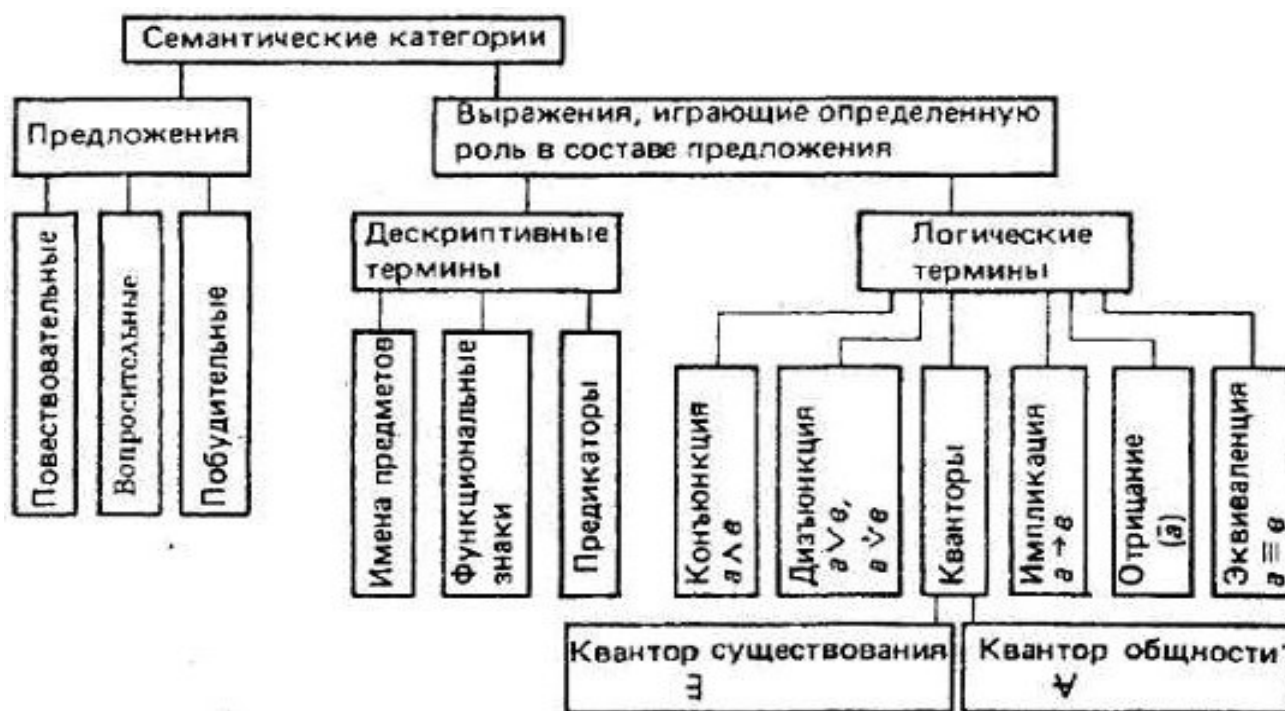 Семантические категории
Предложения
Выражения, играющие определенную
роль в составе предложения
Повествовательные
Вопросительные
Побудительные
Дескриптивные
термины
Логические
термины
Имена предметов
Функциональные
знаки
Предикаторы
Конъюнкция
a ∧ в
Дизъюнкция
a ∨ в,
a ∨̇ в
Кванторы
Импликация
a → в
Отрицание
(ā)
Эквиваленция
a ≡ в
Квантор существования
∃
Квантор общности
∀